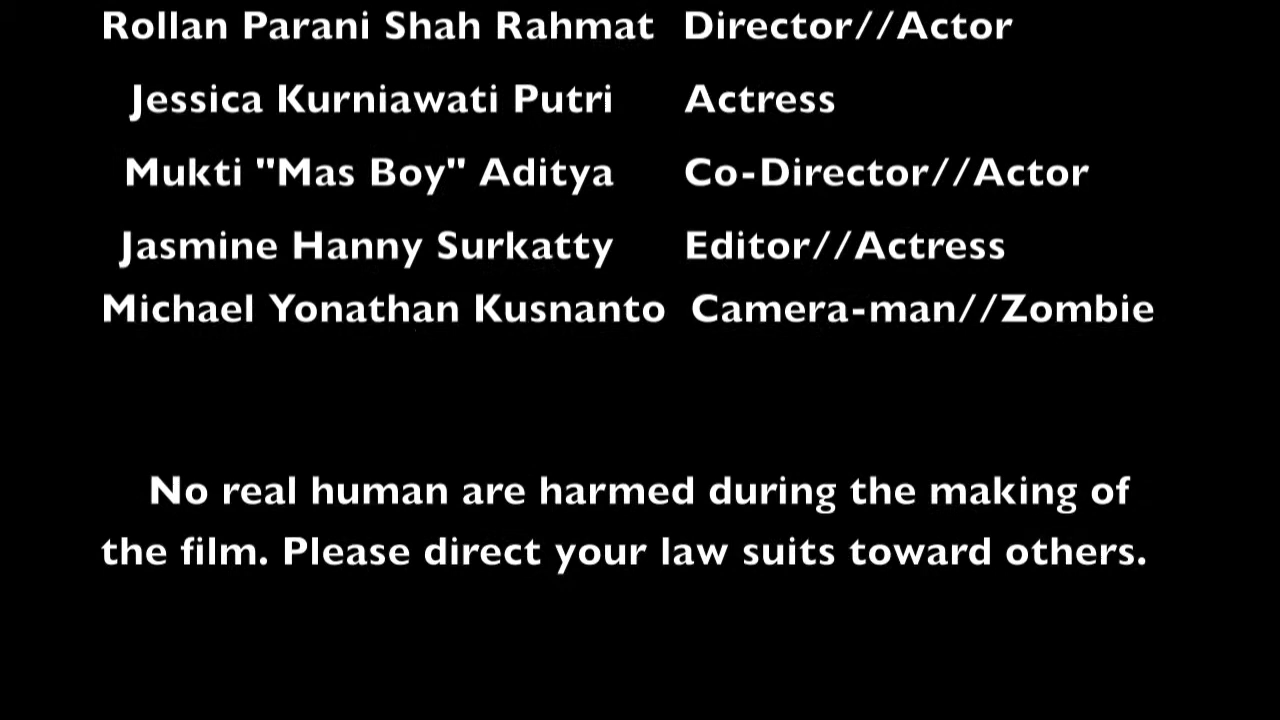 Rollan Parani Shah Rahmat Director//Actor
Jessica Kurniawati Putri Actress
Mukti "Mas Boy" Aditya Co-Director//Actor
Jasmine Hanny Surkatty Editor//Actress
Michael Yonathan Kusnanto Camera-man//Zombie
No real human are harmed during the making of
the film. Please direct your law suits toward others.